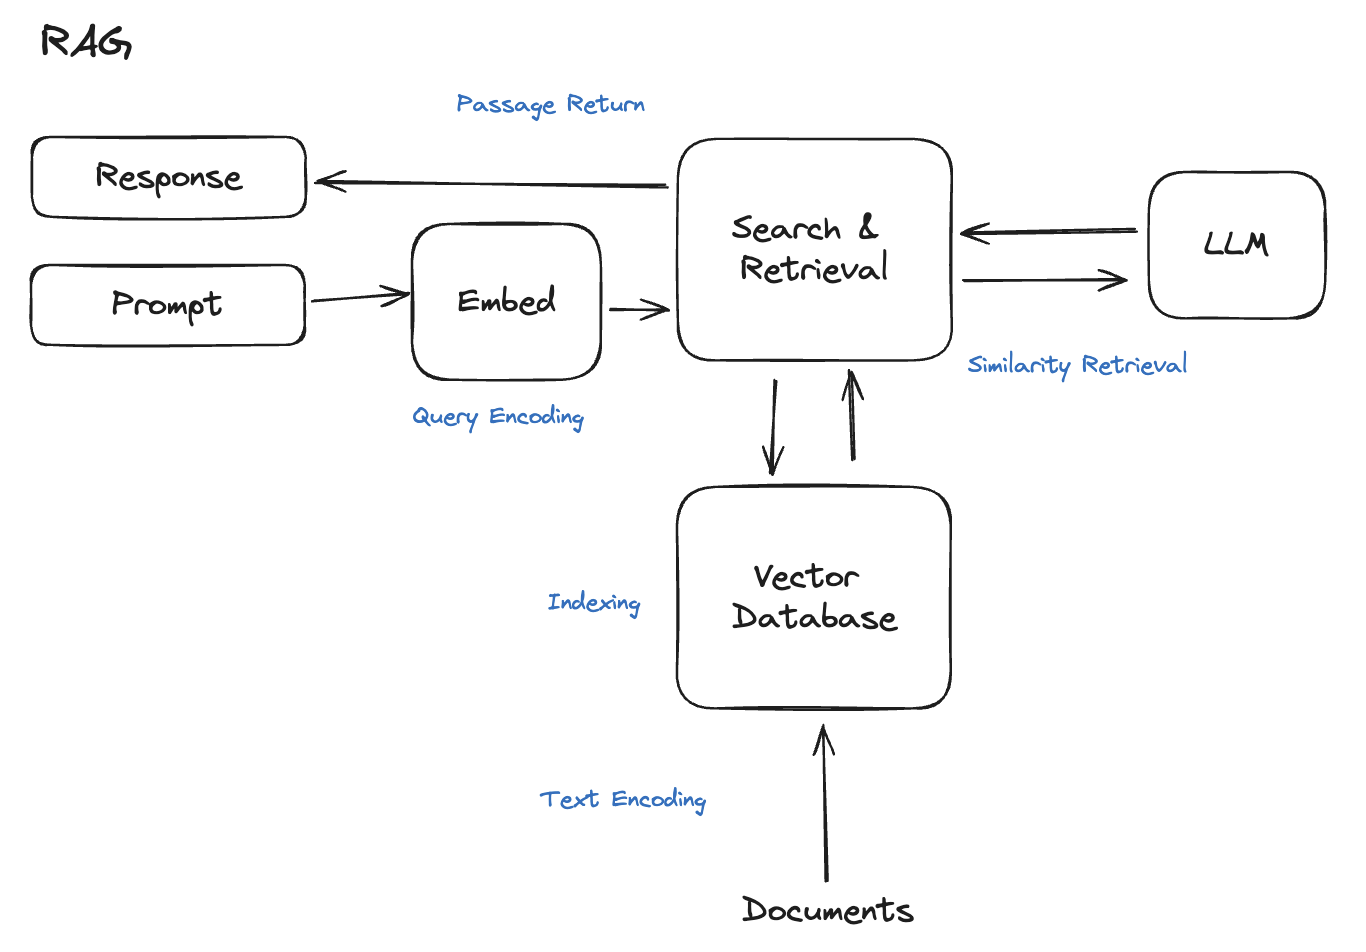 RAG
Passage Return
Response
Search &
Retrieval
LLM
Prompt
Embed
Similarity Retrieval
Query Encoding
Vector
Database
Indexing
Text Encoding
Documents